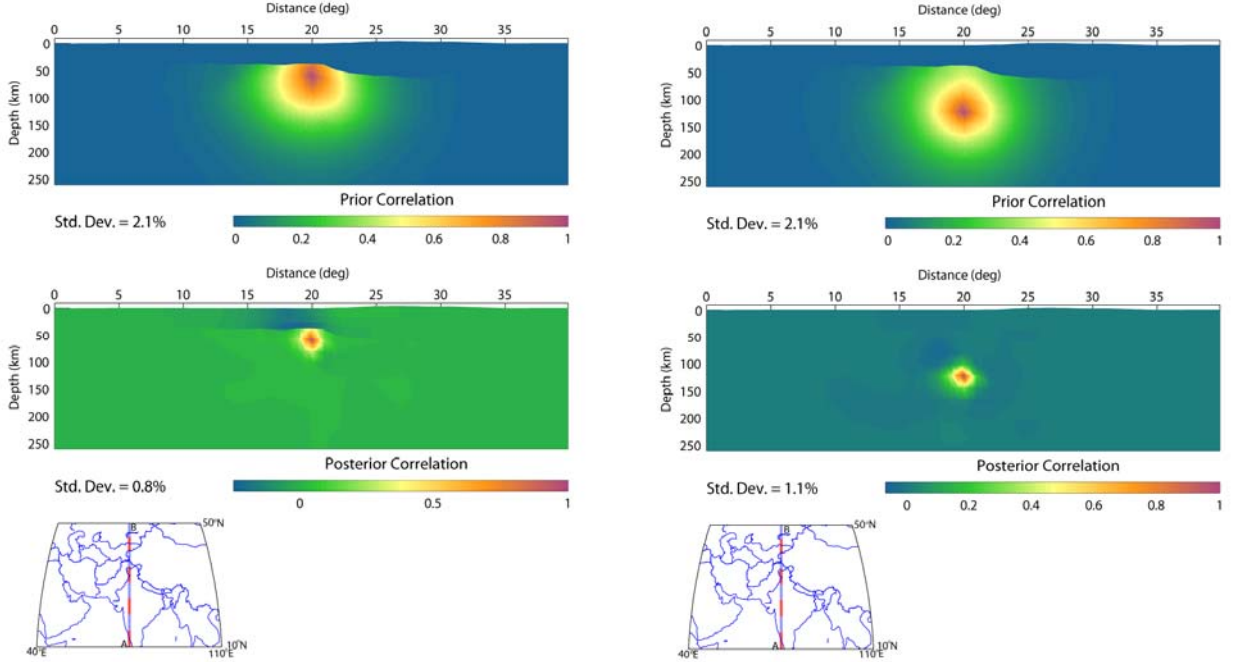 Distance (deg)
0 5 10 15 20 25 30 35
Depth (km)
0
50
100
150
200
250
Prior Correlation
Std. Dev. = 2.1%
0 0.2 0.4 0.6 0.8 1
Distance (deg)
0 5 10 15 20 25 30 35
Depth (km)
0
50
100
150
200
250
Posterior Correlation
Std. Dev. = 0.8%
0 0.5 1
B
50°N
A
40°E
10°N
110°E
Distance (deg)
0 5 10 15 20 25 30 35
Depth (km)
0
50
100
150
200
250
Prior Correlation
Std. Dev. = 2.1%
0 0.2 0.4 0.6 0.8 1
Distance (deg)
0 5 10 15 20 25 30 35
Depth (km)
0
50
100
150
200
250
Posterior Correlation
Std. Dev. = 1.1%
0 0.2 0.4 0.6 0.8 1
B
50°N
A
40°E
10°N
110°E